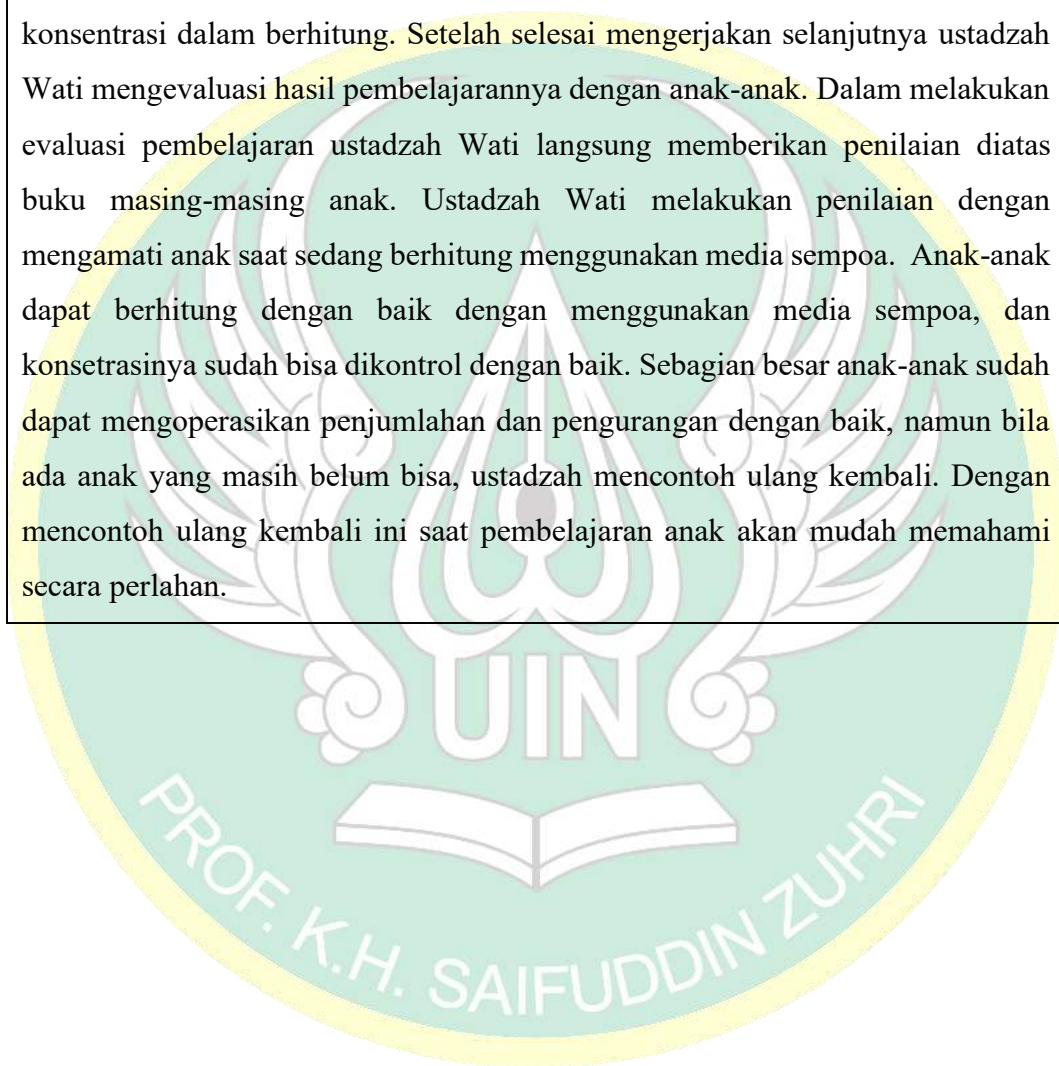 konsentrasi dalam berhitung. Setelah selesai mengerjakan selanjutnya ustadzah
Wati mengevaluasi hasil pembelajarannya dengan anak-anak. Dalam melakukan
evaluasi pembelajaran ustadzah Wati langsung memberikan penilaian diatas
buku masing-masing anak. Ustadzah Wati melakukan penilaian dengan
mengamati anak saat sedang berhitung menggunakan media sempoa. Anak-anak
dapat berhitung dengan baik dengan menggunakan media sempoa, dan
konsetrasinya sudah bisa dikontrol dengan baik. Sebagian besar anak-anak sudah
dapat mengoperasikan penjumlahan dan pengurangan dengan baik, namun bila
ada anak yang masih belum bisa, ustadzah mencontoh ulang kembali. Dengan
mencontoh ulang kembali ini saat pembelajaran anak akan mudah memahami
secara perlahan.
UIN
PROF. K.H. SAIFUDDIN ZUHRI